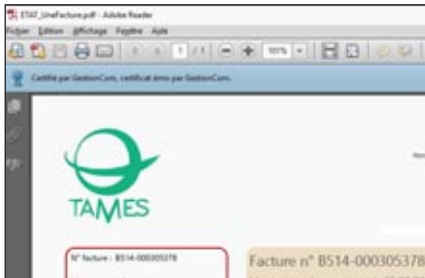 ETAT_UneFacture.pdf - Adobe Reader
Fichier Edition Affichage Fenêtre Aide
1 / 1 101%
Certifié par GestionCom, certificat émis par GestionCom.
TAMES
N° facture : B514-000305378
Facture n° B514-000305378